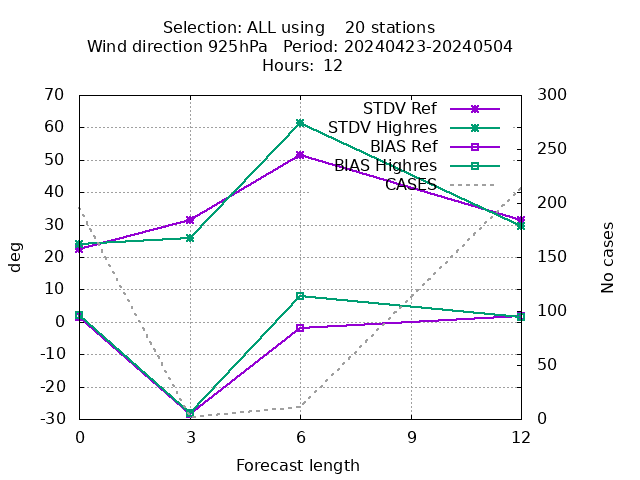 Selection: ALL using    20 stations
Wind direction 925hPa   Period: 20240423-20240504
Hours: 12
70
60
50
40
30
20
10
0
-10
-20
-30
deg
300
250
200
150
100
50
0
No cases
STDV Ref
STDV Highres
BIAS Ref
BIAS Highres
CASES
0 3 6 9 12
Forecast length